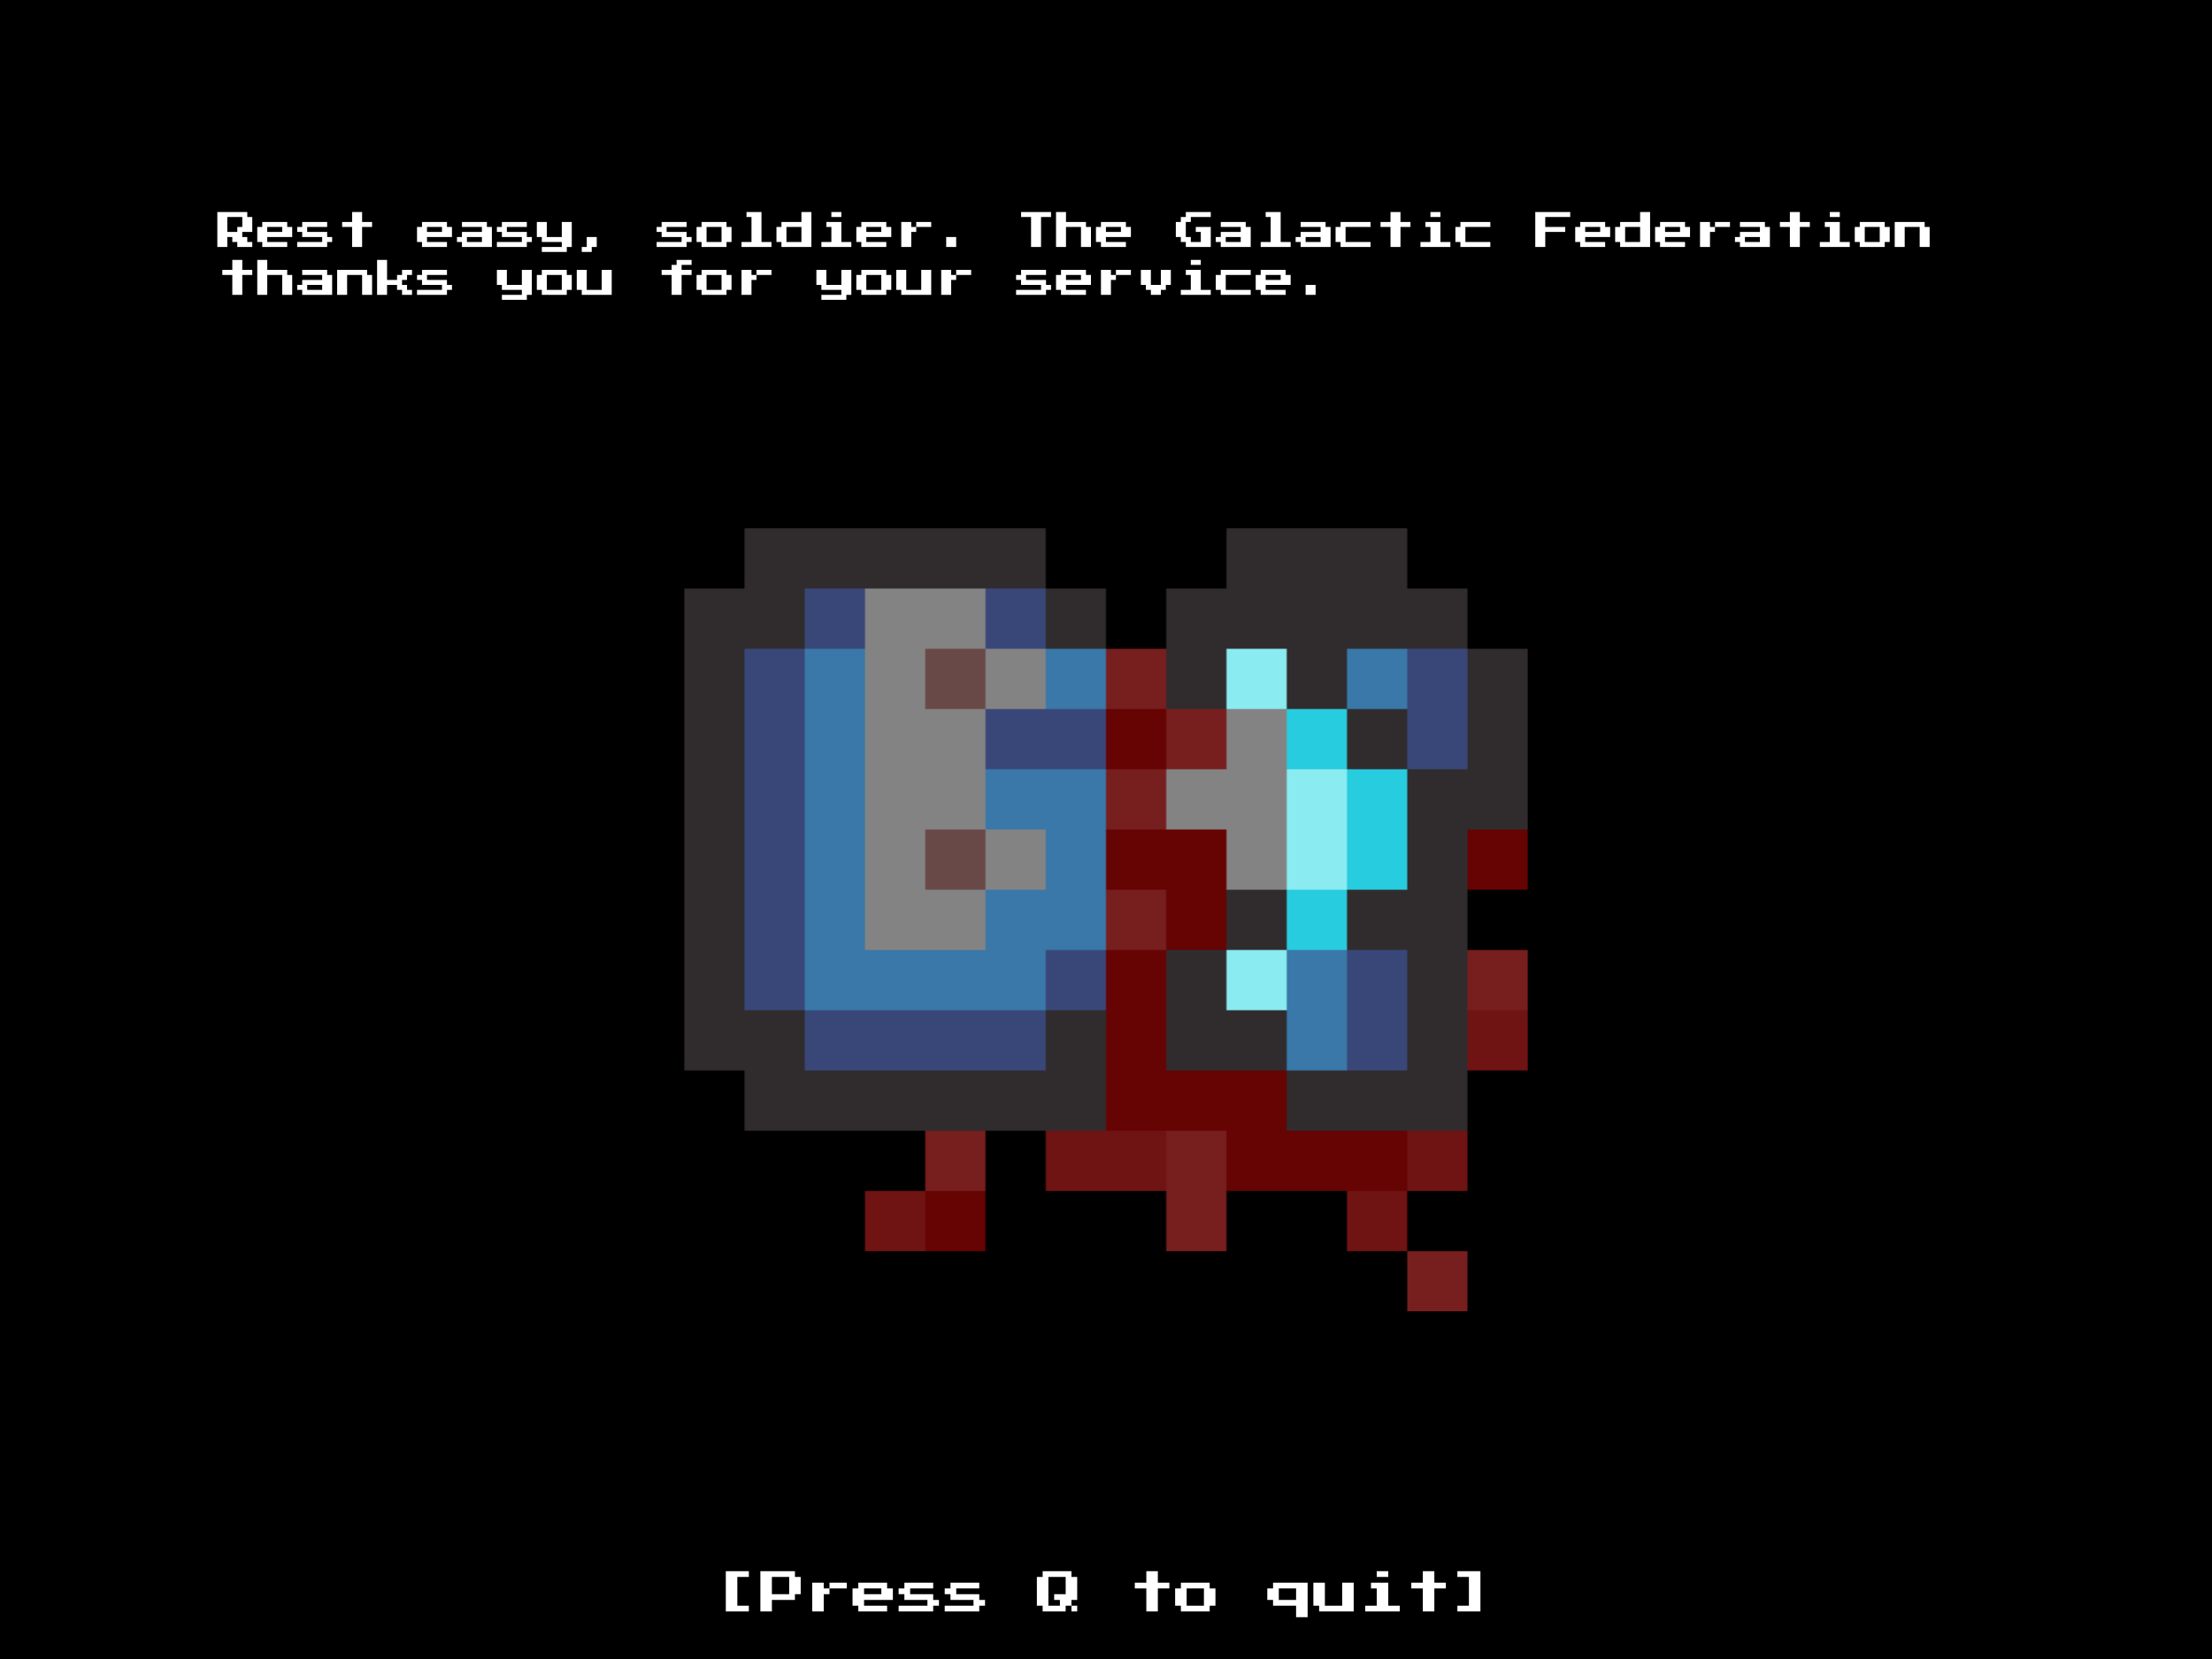 Rest easy, soldier.  The Galactic Federation
thanks you for your service.
[Press Q to quit]